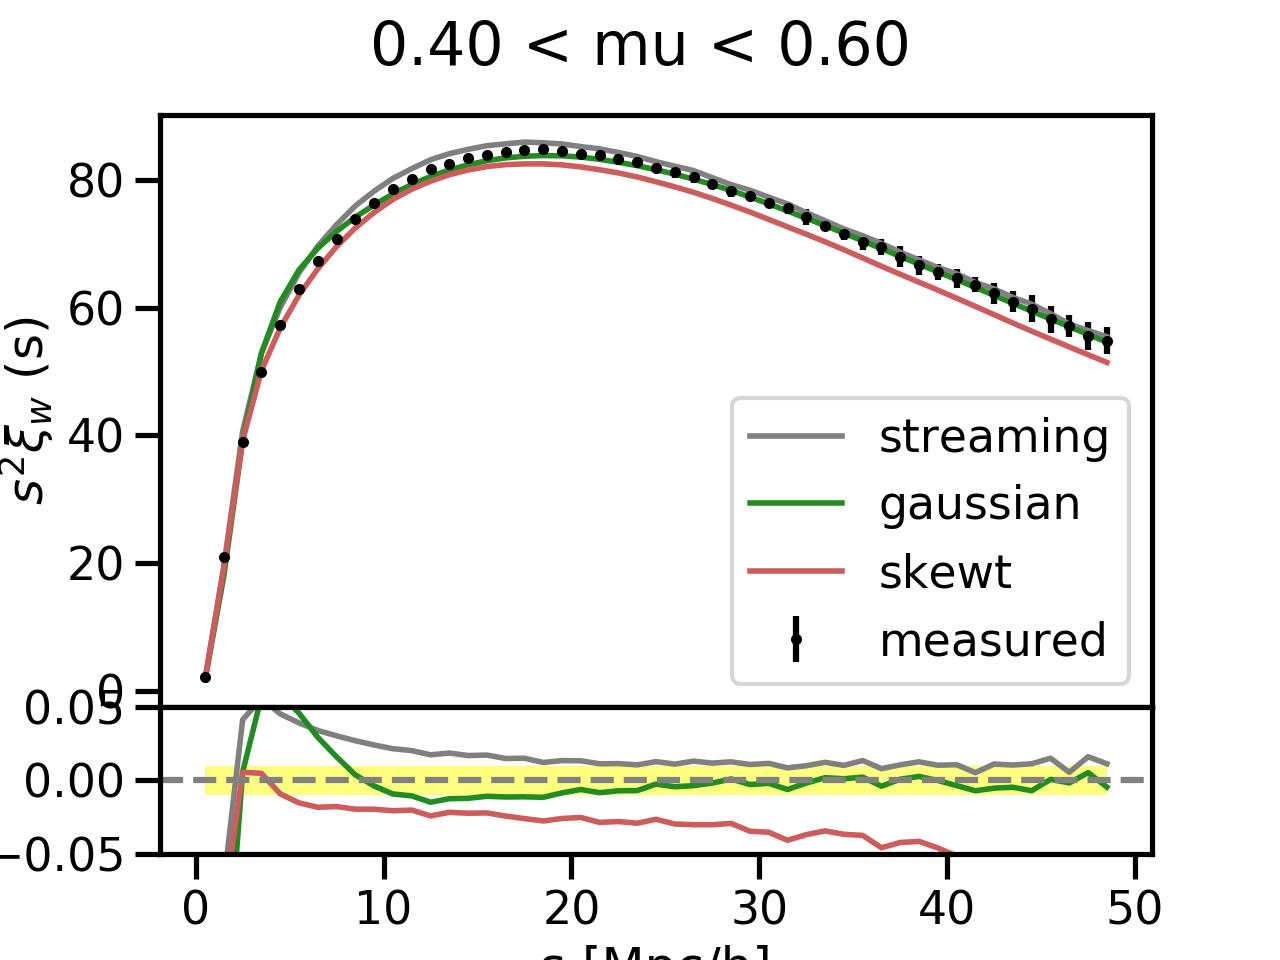 0.40 < mu < 0.60
80
60
40
20
0
s²ξ_w (s)
streaming
gaussian
skewt
measured
0.05
0.00
−0.05
0 10 20 30 40 50
s [Mpc/h]